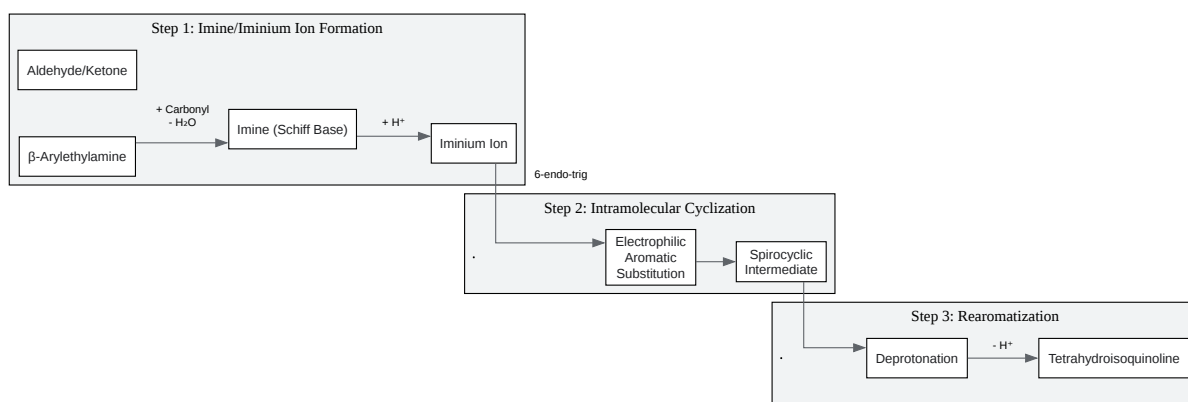 Step 1: Imine/Iminium Ion Formation
Aldehyde/Ketone
β-Arylethylamine
+ Carbonyl
- H₂O
Imine (Schiff Base)
+ H⁺
Iminium Ion
6-endo-trig
Step 2: Intramolecular Cyclization
.
Electrophilic
Aromatic
Substitution
Spirocyclic
Intermediate
Step 3: Rearomatization
.
Deprotonation
- H⁺
Tetrahydroisoquinoline